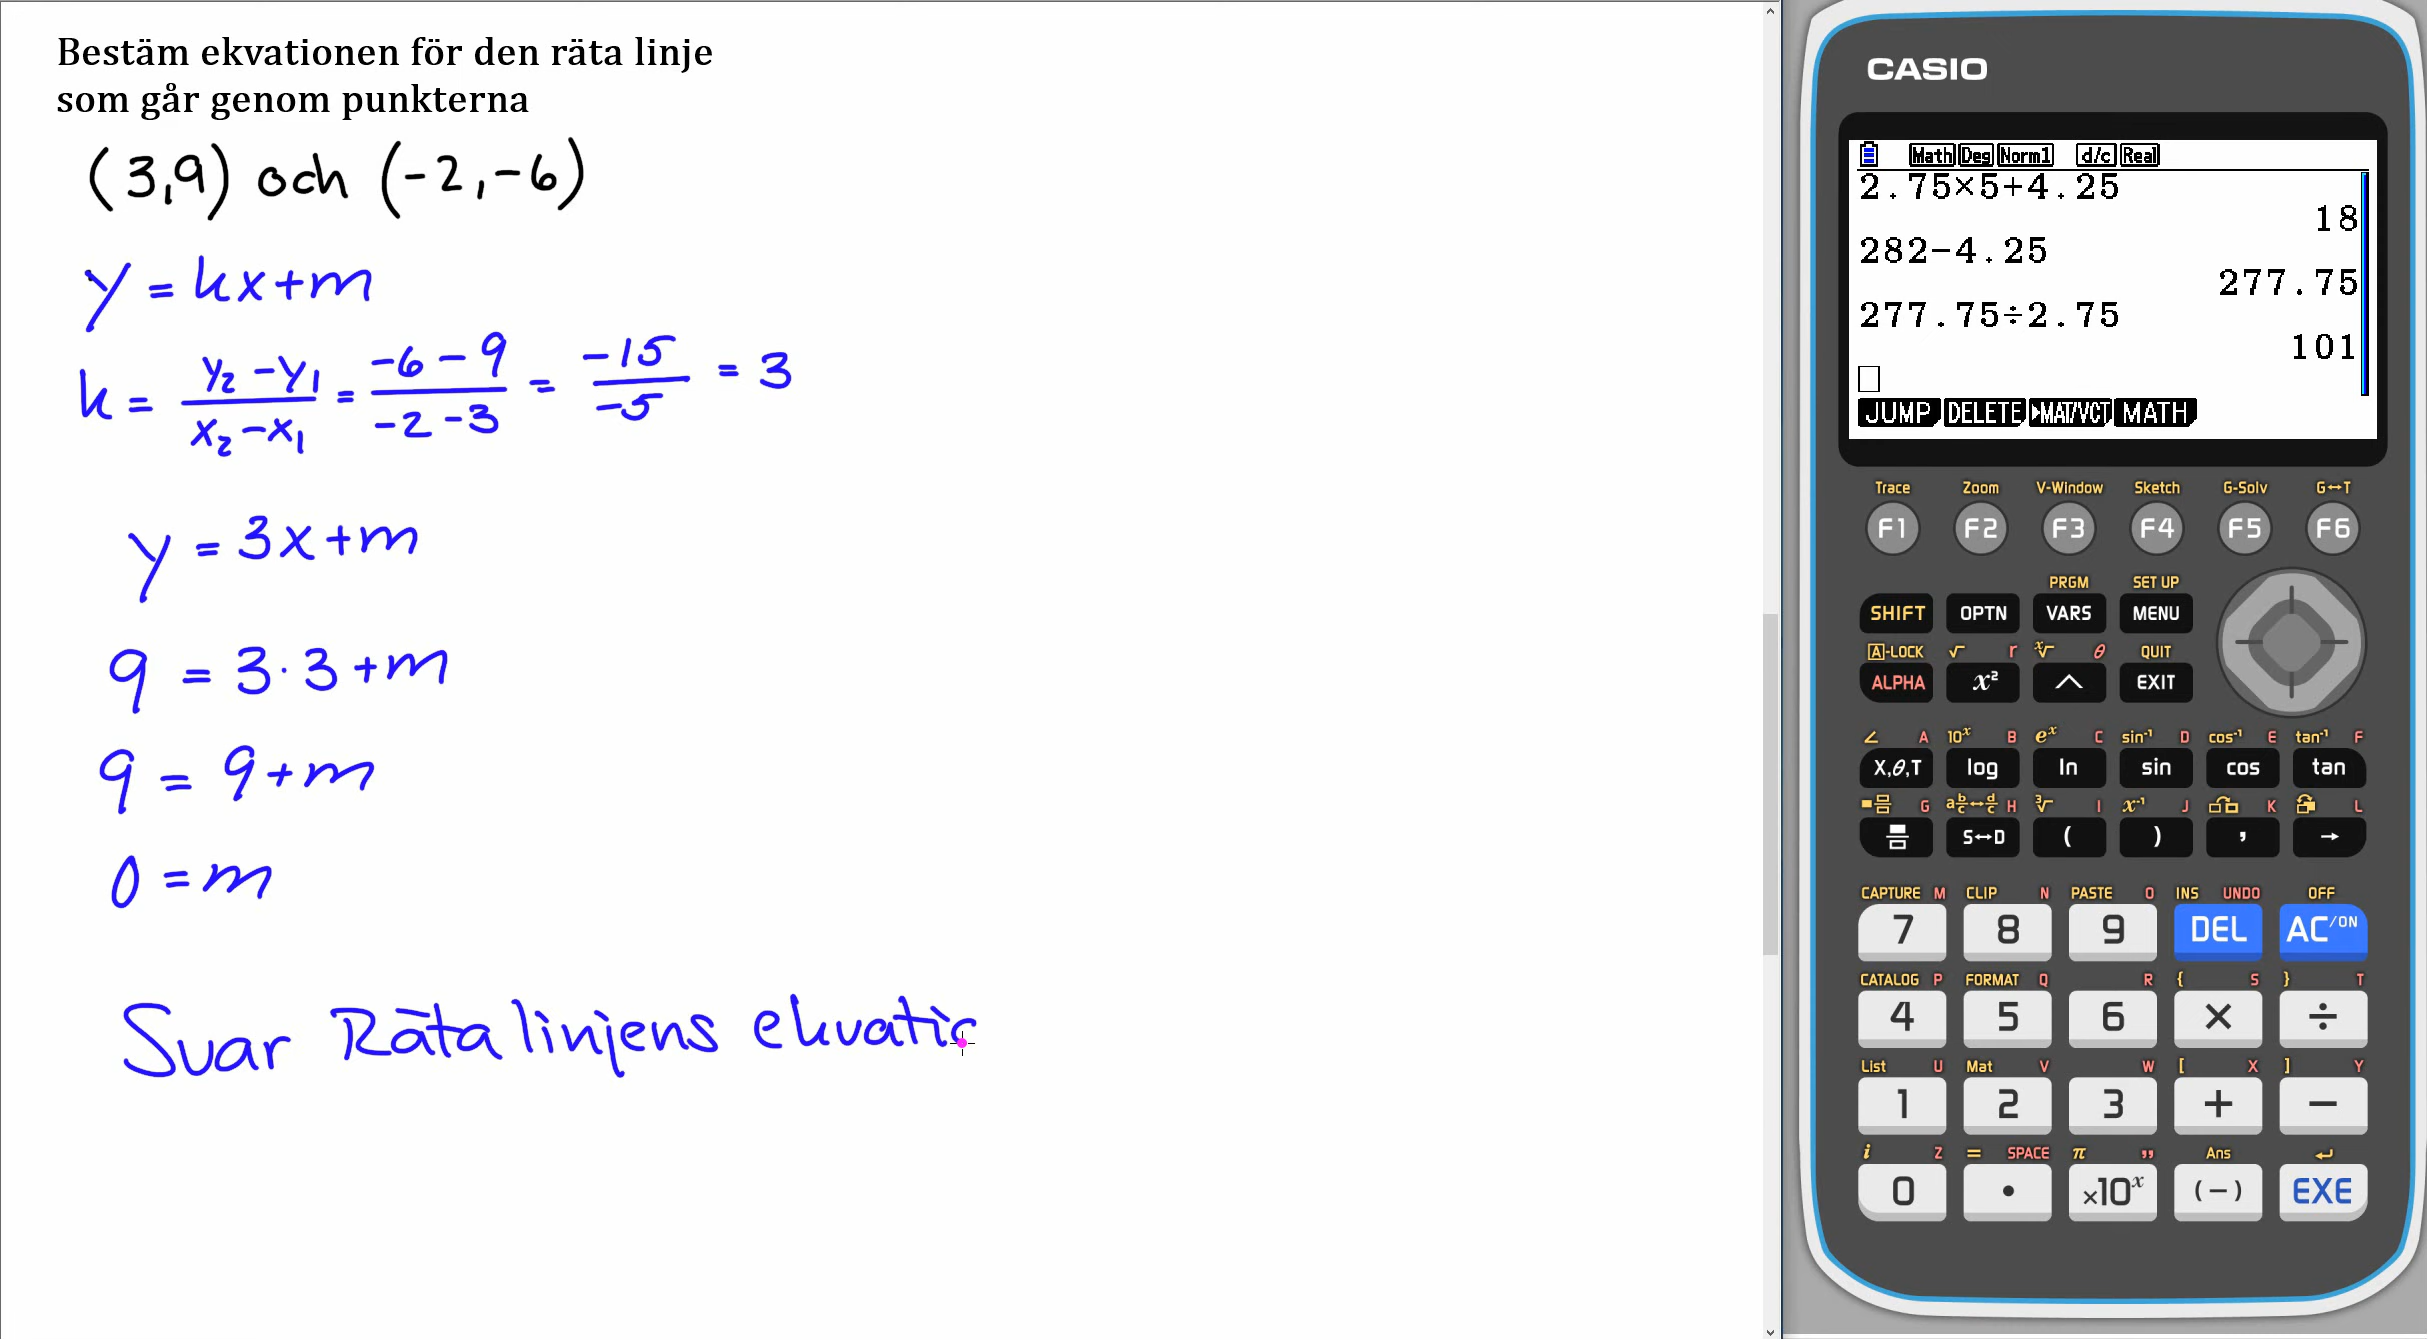 Bestäm ekvationen för den räta linje
som går genom punkterna
(3,9) och (-2,-6)
y = kx+m
k = y₂-y₁/x₂-x₁ = -6-9/-2-3 = -15/-5 = 3
y = 3x+m
9 = 3·3+m
9 = 9+m
0 = m
Svar Räta linjens ekvatio
CASIO
Math Deg Norm1 d/c Real
2.75×5+4.25
18
282-4.25
277.75
277.75÷2.75
101
JUMP DELETE ▶MAT/VCT MATH
Trace Zoom V-Window Sketch G-Solv G↔T
F1 F2 F3 F4 F5 F6
PRGM SET UP
SHIFT OPTN VARS MENU
A-LOCK √ r ˣ√ θ QUIT
ALPHA x² ^ EXIT
∠ A 10ˣ B eˣ C sin⁻¹ D cos⁻¹ E tan⁻¹ F
X,θ,T log ln sin cos tan
G a b/c↔d/c H ³√ I x⁻¹ J K L
S↔D ( ) , →
CAPTURE M CLIP N PASTE O INS UNDO OFF
7 8 9 DEL AC/ON
CATALOG P FORMAT Q R { S } T
4 5 6 × ÷
List U Mat V W [ X ] Y
1 2 3 + −
i Z = SPACE π " Ans ↵
0 • ×10ˣ (−) EXE